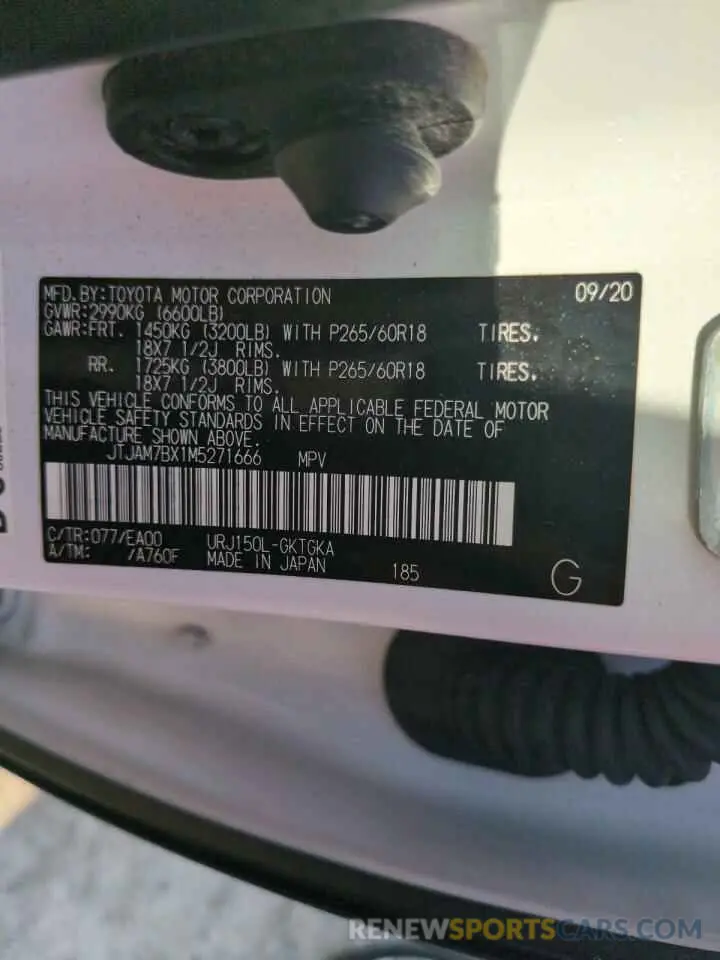 MFD.BY:TOYOTA MOTOR CORPORATION 09/20
GVWR:2990KG (6600LB)
GAWR:FRT. 1450KG (3200LB) WITH P265/60R18 TIRES.
18X7 1/2J RIMS.
RR. 1725KG (3800LB) WITH P265/60R18 TIRES.
18X7 1/2J RIMS.
THIS VEHICLE CONFORMS TO ALL APPLICABLE FEDERAL MOTOR
VEHICLE SAFETY STANDARDS IN EFFECT ON THE DATE OF
MANUFACTURE SHOWN ABOVE.
JTJAM7BX1M5271666 MPV
C/TR:077/EA00 URJ150L-GKTGKA
A/TM: /A760F MADE IN JAPAN 185 G
RENEWSPORTSCARS.COM